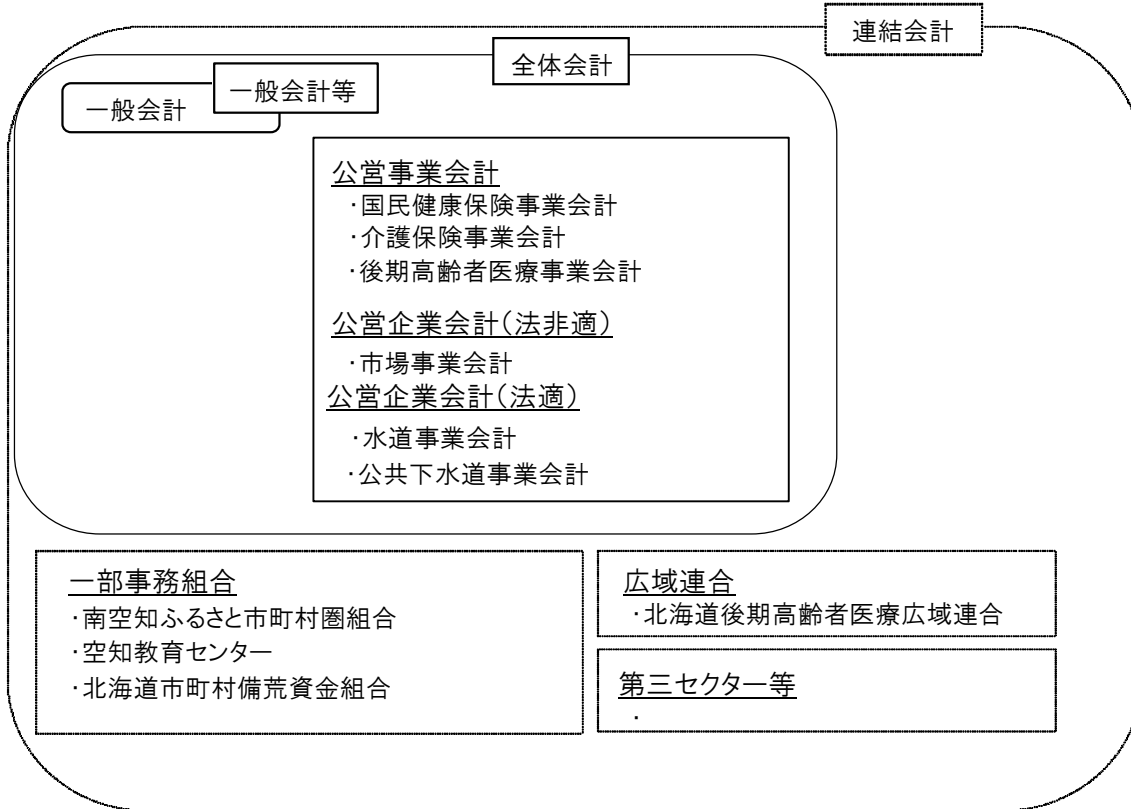 連結会計
全体会計
一般会計等
一般会計
公営事業会計
・国民健康保険事業会計
・介護保険事業会計
・後期高齢者医療事業会計
公営企業会計(法非適)
・市場事業会計
公営企業会計(法適)
・水道事業会計
・公共下水道事業会計
一部事務組合
・南空知ふるさと市町村圏組合
・空知教育センター
・北海道市町村備荒資金組合
広域連合
・北海道後期高齢者医療広域連合
第三セクター等
・